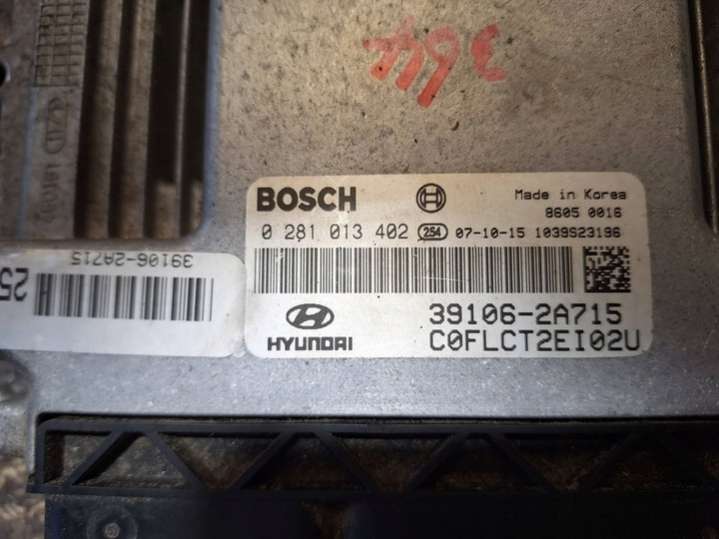 364
BOSCH
Made in Korea
8605 0016
0 281 013 402 254 07-10-15 1039S23196
39106-2A715
HYUNDAI
39106-2A715
C0FLCT2EI02U
25
H